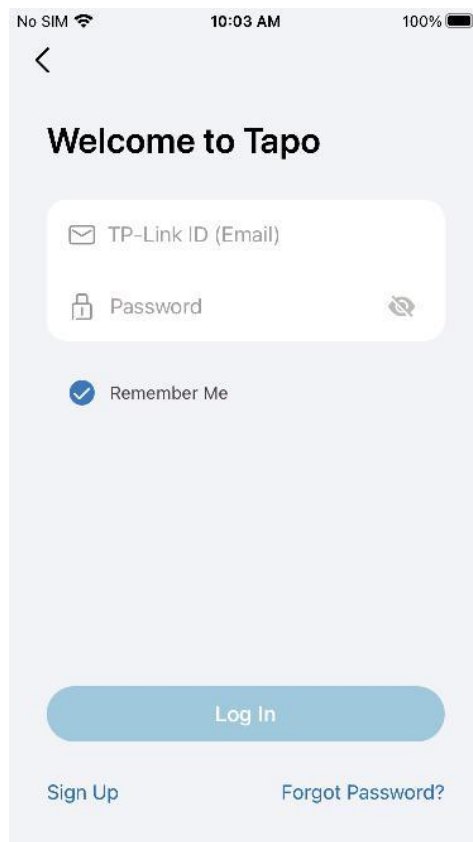 No SIM 10:03 AM 100%
Welcome to Tapo
TP-Link ID (Email)
Password
Remember Me
Log In
Sign Up Forgot Password?